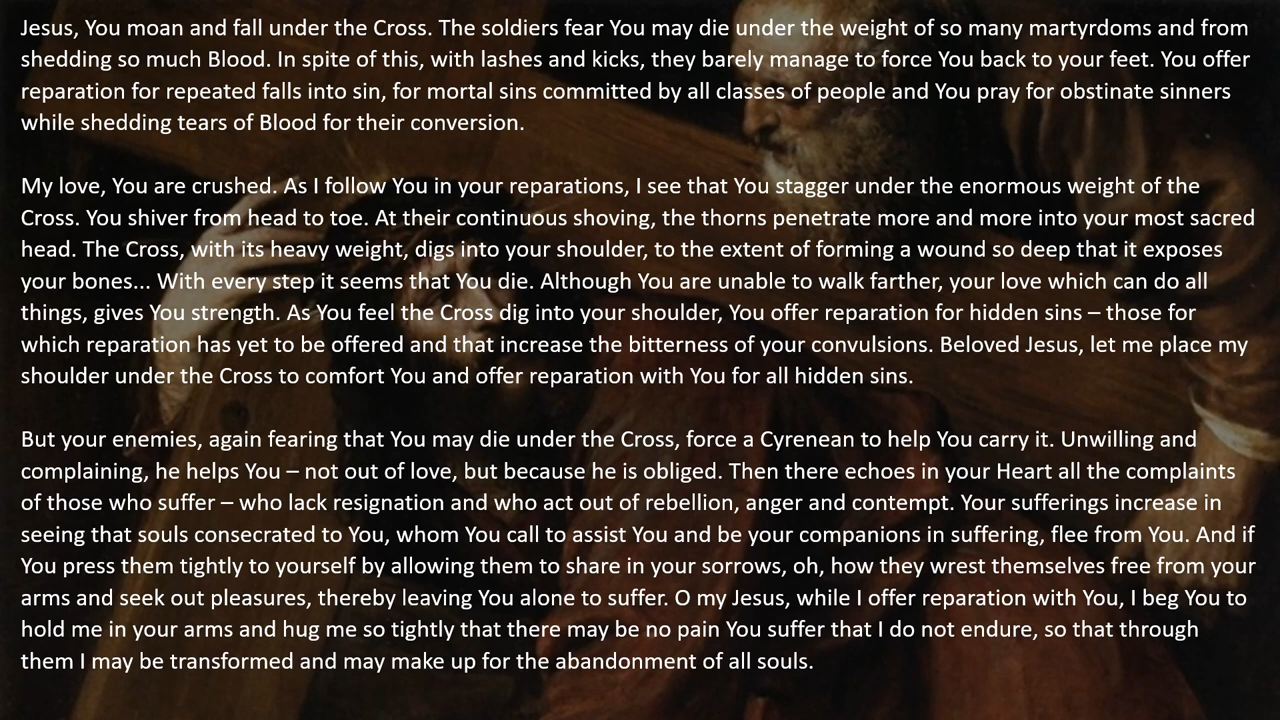 Jesus, You moan and fall under the Cross. The soldiers fear You may die under the weight of so many martyrdoms and from
shedding so much Blood. In spite of this, with lashes and kicks, they barely manage to force You back to your feet. You offer
reparation for repeated falls into sin, for mortal sins committed by all classes of people and You pray for obstinate sinners
while shedding tears of Blood for their conversion.
My love, You are crushed. As I follow You in your reparations, I see that You stagger under the enormous weight of the
Cross. You shiver from head to toe. At their continuous shoving, the thorns penetrate more and more into your most sacred
head. The Cross, with its heavy weight, digs into your shoulder, to the extent of forming a wound so deep that it exposes
your bones... With every step it seems that You die. Although You are unable to walk farther, your love which can do all
things, gives You strength. As You feel the Cross dig into your shoulder, You offer reparation for hidden sins – those for
which reparation has yet to be offered and that increase the bitterness of your convulsions. Beloved Jesus, let me place my
shoulder under the Cross to comfort You and offer reparation with You for all hidden sins.
But your enemies, again fearing that You may die under the Cross, force a Cyrenean to help You carry it. Unwilling and
complaining, he helps You – not out of love, but because he is obliged. Then there echoes in your Heart all the complaints
of those who suffer – who lack resignation and who act out of rebellion, anger and contempt. Your sufferings increase in
seeing that souls consecrated to You, whom You call to assist You and be your companions in suffering, flee from You. And if
You press them tightly to yourself by allowing them to share in your sorrows, oh, how they wrest themselves free from your
arms and seek out pleasures, thereby leaving You alone to suffer. O my Jesus, while I offer reparation with You, I beg You to
hold me in your arms and hug me so tightly that there may be no pain You suffer that I do not endure, so that through
them I may be transformed and may make up for the abandonment of all souls.